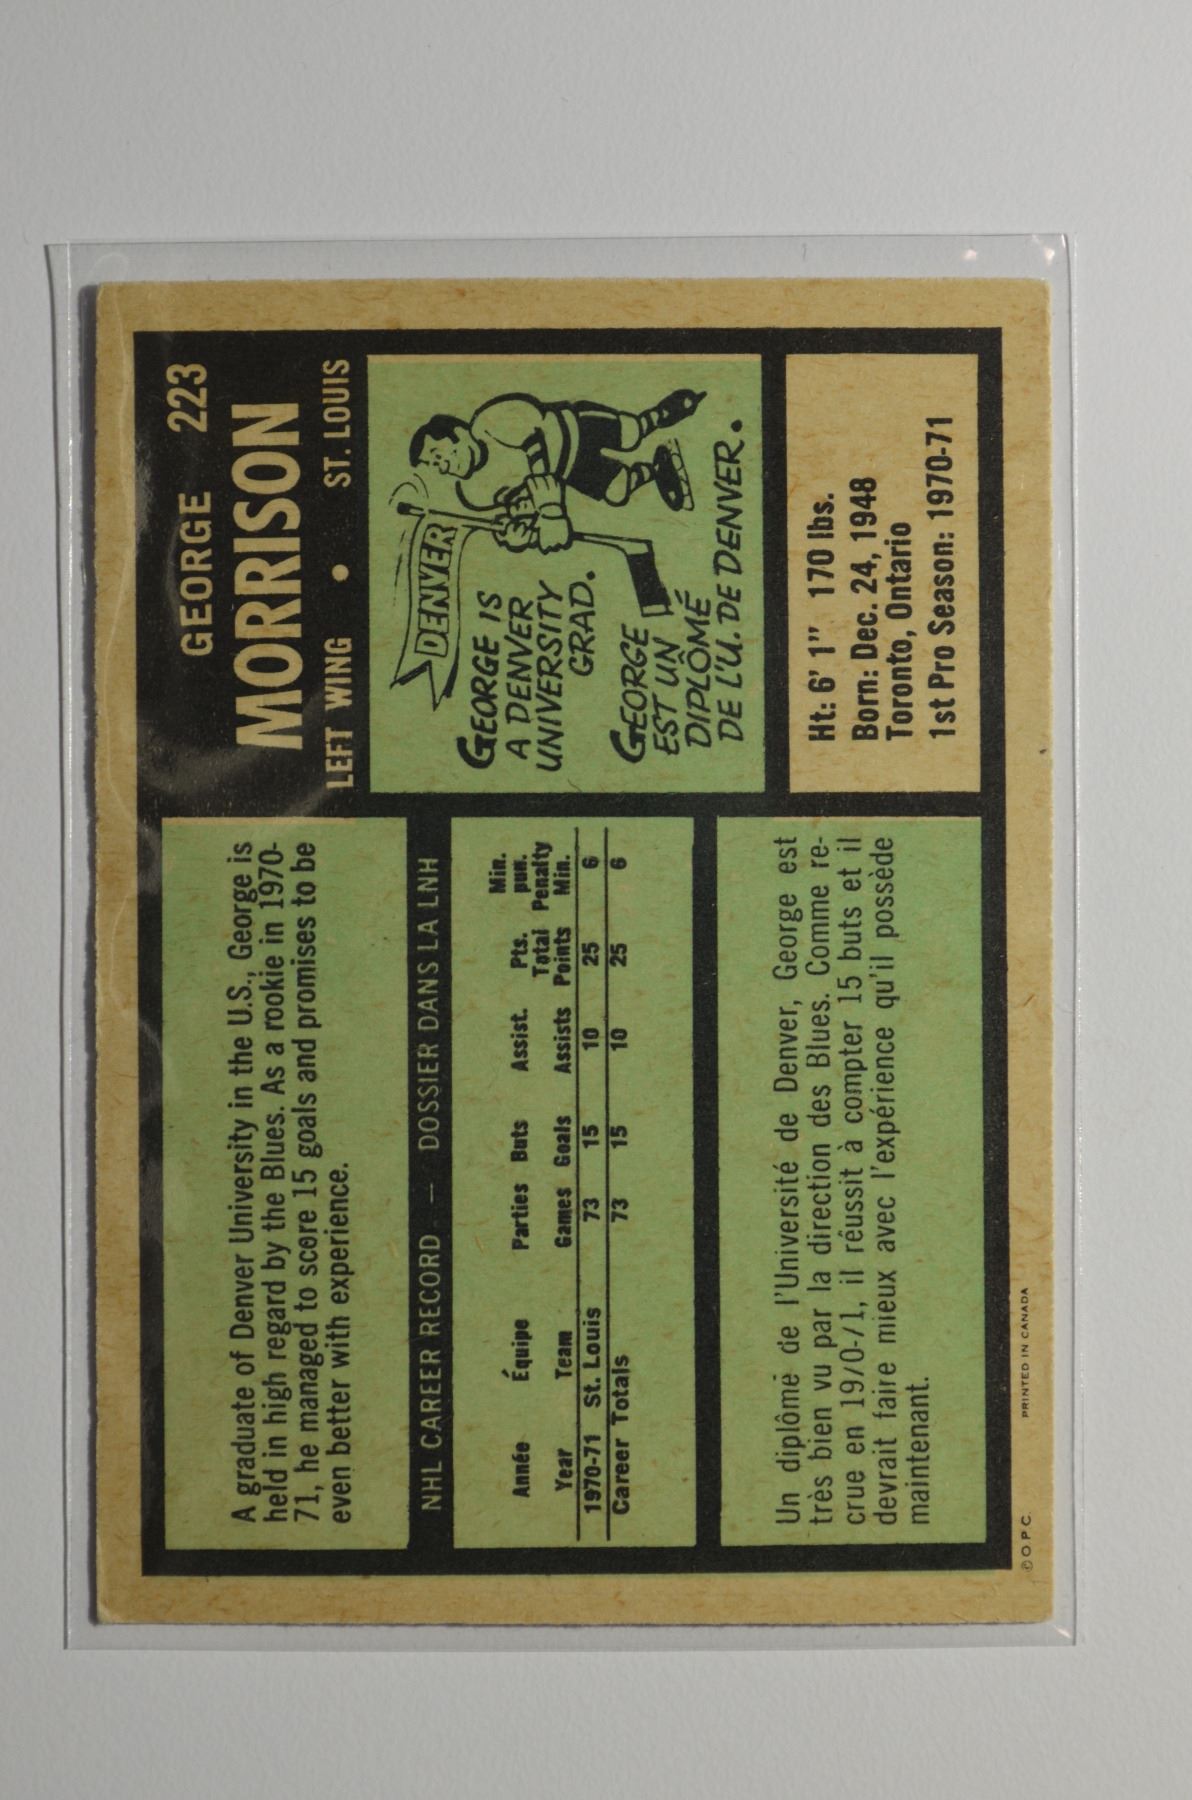 GEORGE 223
MORRISON
LEFT WING • ST. LOUIS
A graduate of Denver University in the U.S., George is
held in high regard by the Blues. As a rookie in 1970-
71, he managed to score 15 goals and promises to be
even better with experience.
DENVER
GEORGE IS
A DENVER
UNIVERSITY
GRAD.
GEORGE
EST UN
DIPLÔMÉ
DE L'U. DE DENVER.
NHL CAREER RECORD — DOSSIER DANS LA LNH
Min.
Pts. pun.
Année Équipe Parties Buts Assist. Total Penalty
Year Team Games Goals Assists Points Min.
1970-71 St. Louis 73 15 10 25 6
Career Totals 73 15 10 25 6
Ht: 6' 1" 170 lbs.
Born: Dec. 24, 1948
Toronto, Ontario
1st Pro Season: 1970-71
Un diplômé de l'Université de Denver, George est
très bien vu par la direction des Blues. Comme re-
crue en 1970-71, il réussit à compter 15 buts et il
devrait faire mieux avec l'expérience qu'il possède
maintenant.
© O.P.C. PRINTED IN CANADA